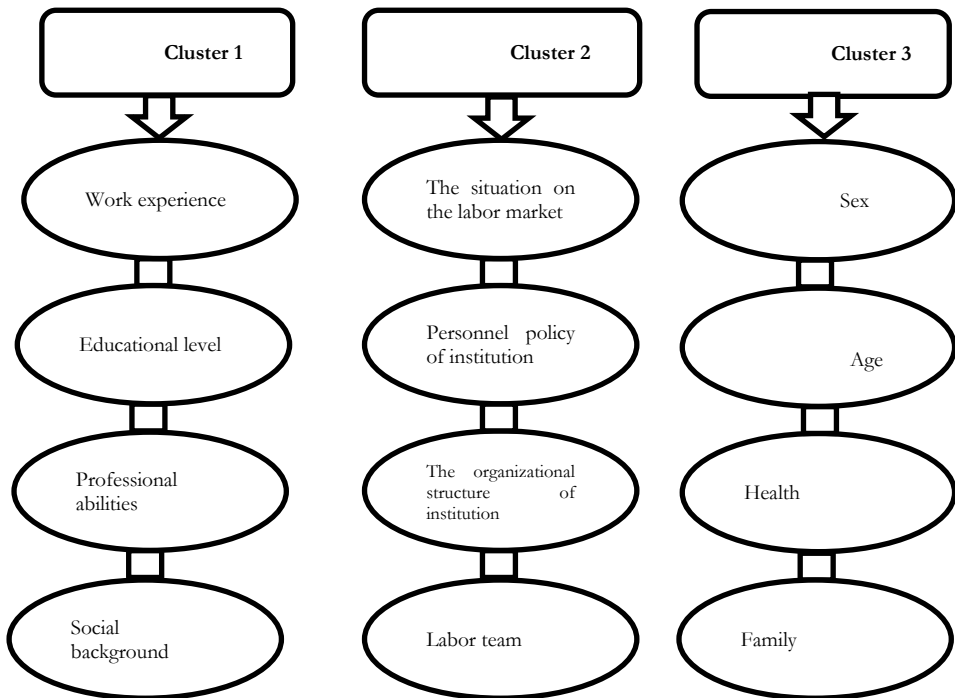 Cluster 1
Work experience
Educational level
Professional
abilities
Social
background
Cluster 2
The situation on
the labor market
Personnel policy
of institution
The organizational
structure of
institution
Labor team
Cluster 3
Sex
Age
Health
Family